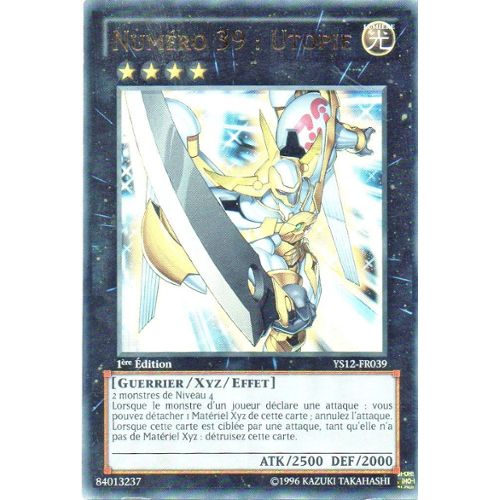 Numéro 39 : Utopie
LUMIÈRE
光
39
1ère Édition
YS12-FR039
[Guerrier/Xyz/Effet]
2 monstres de Niveau 4
Lorsque le monstre d'un joueur déclare une attaque : vous
pouvez détacher 1 Matériel Xyz de cette carte ; annulez l'attaque.
Lorsque cette carte est ciblée par une attaque, tant qu'elle n'a
pas de Matériel Xyz : détruisez cette carte.
ATK/2500 DEF/2000
84013237
©1996 KAZUKI TAKAHASHI